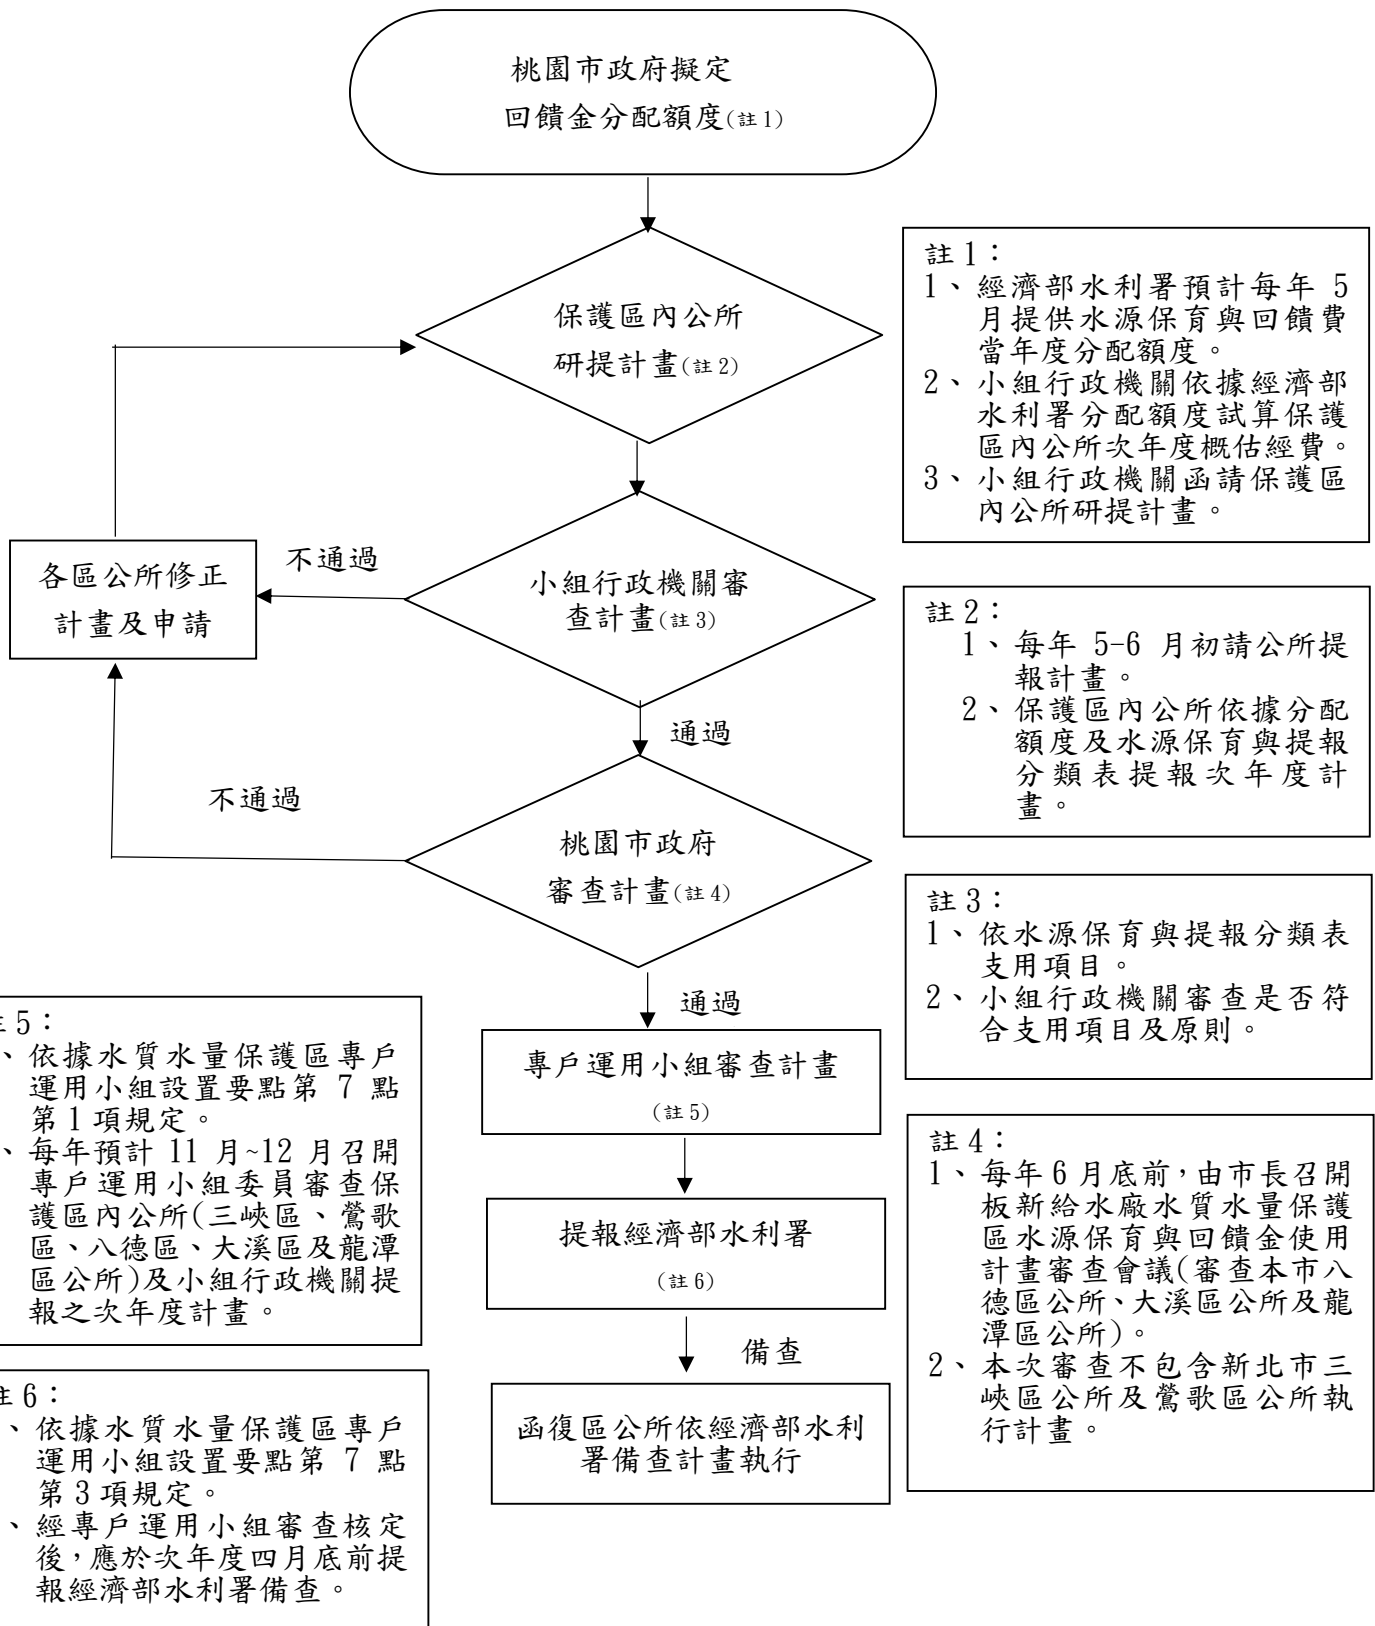 桃園市政府擬定
回饋金分配額度(註1)
保護區內公所
研提計畫(註2)
註1：
1、經濟部水利署預計每年 5
月提供水源保育與回饋費
當年度分配額度。
2、小組行政機關依據經濟部
水利署分配額度試算保護
區內公所次年度概估經費。
3、小組行政機關函請保護區
內公所研提計畫。
各區公所修正
計畫及申請
不通過
小組行政機關審
查計畫(註3)
通過
註2：
1、每年 5-6 月初請公所提
報計畫。
2、保護區內公所依據分配
額度及水源保育與提報
分類表提報次年度計
畫。
不通過
桃園市政府
審查計畫(註4)
通過
註3：
1、依水源保育與提報分類表
支用項目。
2、小組行政機關審查是否符
合支用項目及原則。
專戶運用小組審查計畫
(註5)
註5：
、依據水質水量保護區專戶
運用小組設置要點第 7 點
第1項規定。
、每年預計 11 月~12 月召開
專戶運用小組委員審查保
護區內公所(三峽區、鶯歌
區、八德區、大溪區及龍潭
區公所)及小組行政機關提
報之次年度計畫。
提報經濟部水利署
(註6)
備查
函復區公所依經濟部水利
署備查計畫執行
註4：
1、每年6月底前，由市長召開
板新給水廠水質水量保護
區水源保育與回饋金使用
計畫審查會議(審查本市八
德區公所、大溪區公所及龍
潭區公所)。
2、本次審查不包含新北市三
峽區公所及鶯歌區公所執
行計畫。
註6：
、依據水質水量保護區專戶
運用小組設置要點第 7 點
第3項規定。
、經專戶運用小組審查核定
後，應於次年度四月底前提
報經濟部水利署備查。